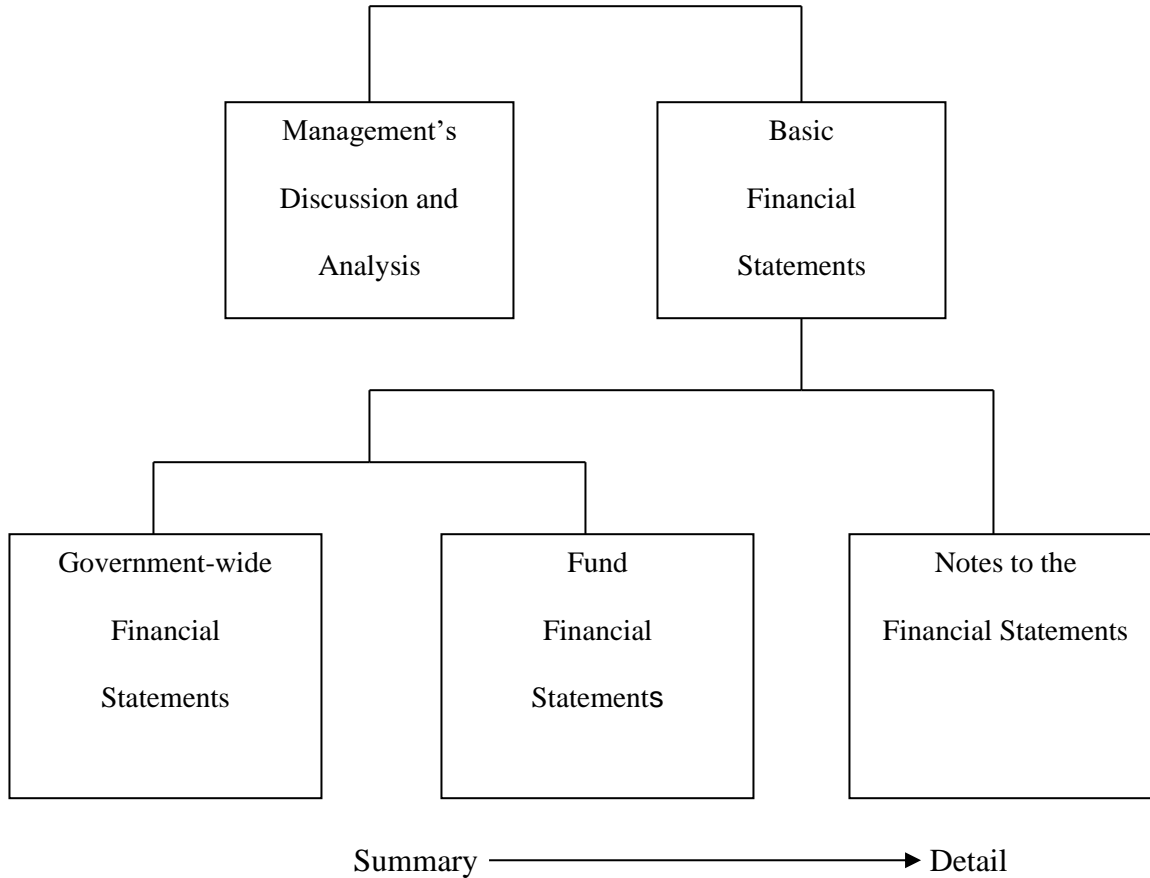 Management’s
Discussion and
Analysis
Basic
Financial
Statements
Government-wide
Financial
Statements
Fund
Financial
Statements
Notes to the
Financial Statements
Summary
Detail